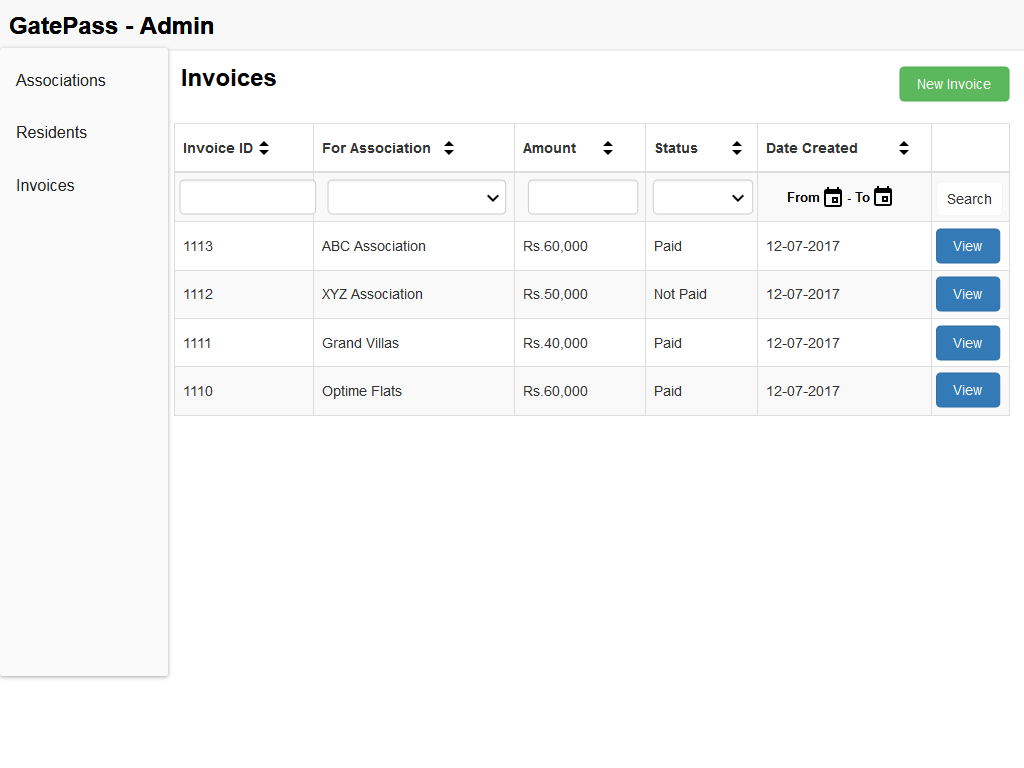 GatePass - Admin
Associations
Residents
Invoices
Invoices
New Invoice
Invoice ID For Association Amount Status Date Created
From - To Search
1113 ABC Association Rs.60,000 Paid 12-07-2017 View
1112 XYZ Association Rs.50,000 Not Paid 12-07-2017 View
1111 Grand Villas Rs.40,000 Paid 12-07-2017 View
1110 Optime Flats Rs.60,000 Paid 12-07-2017 View